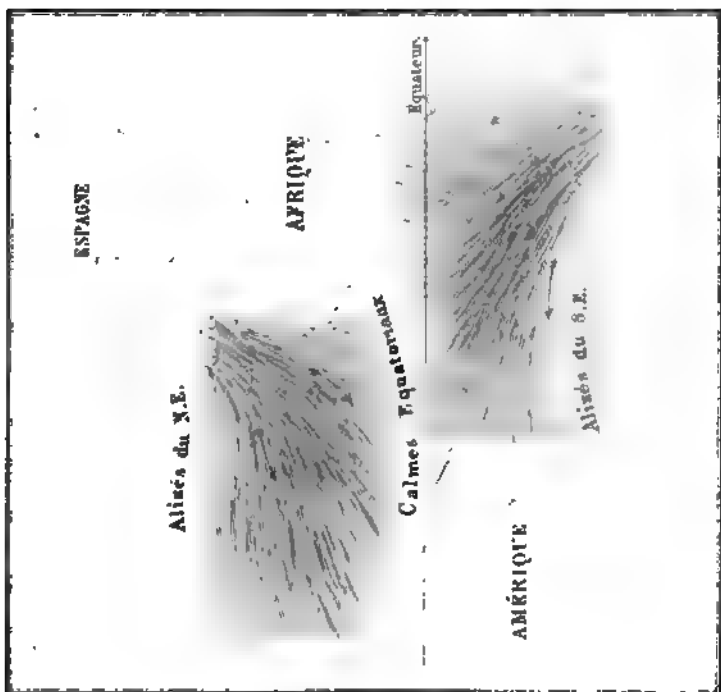 ESPAGNE
Alizés du N.E.
AFRIQUE
Calmes Equatoriaux
Equateur
AMÉRIQUE
Alizés du S.E.